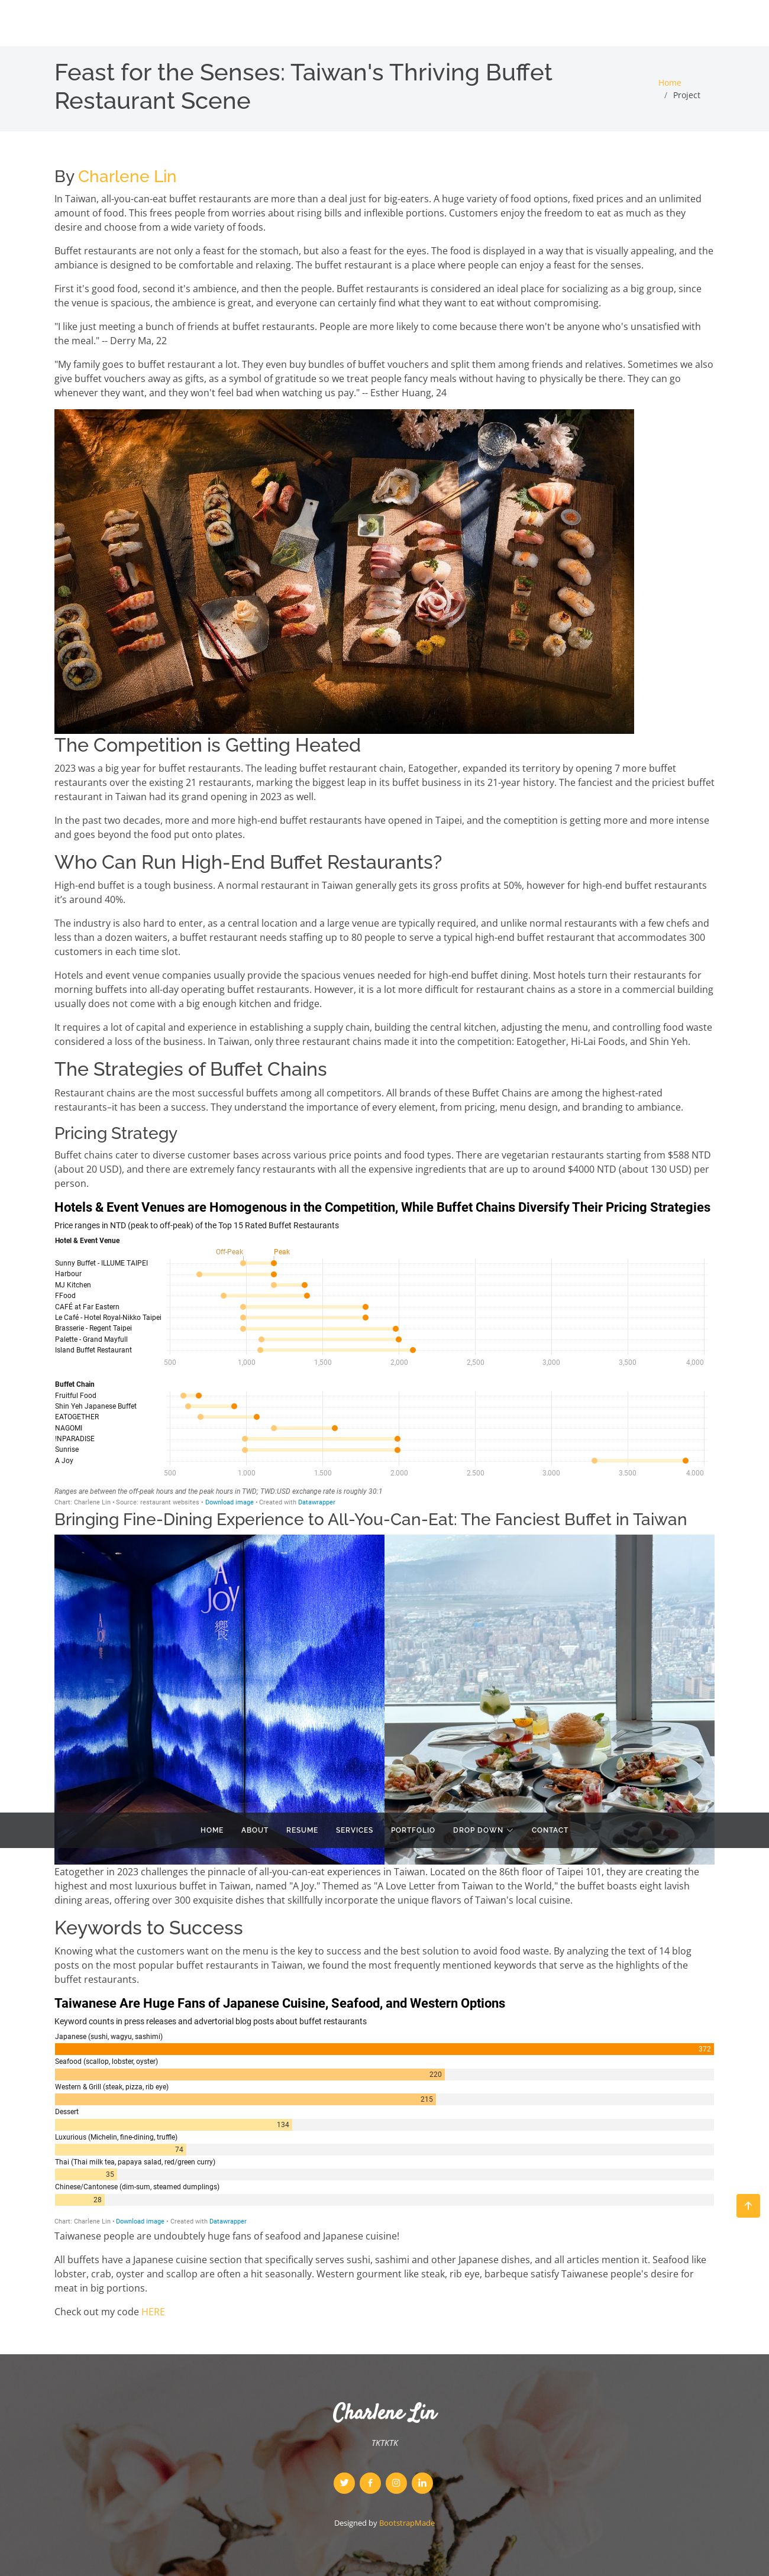 Feast for the Senses: Taiwan's Thriving Buffet
Restaurant Scene
Home
/ Project
By Charlene Lin
In Taiwan, all-you-can-eat buffet restaurants are more than a deal just for big-eaters. A huge variety of food options, fixed prices and an unlimited
amount of food. This frees people from worries about rising bills and inflexible portions. Customers enjoy the freedom to eat as much as they
desire and choose from a wide variety of foods.
Buffet restaurants are not only a feast for the stomach, but also a feast for the eyes. The food is displayed in a way that is visually appealing, and the
ambiance is designed to be comfortable and relaxing. The buffet restaurant is a place where people can enjoy a feast for the senses.
First it's good food, second it's ambience, and then the people. Buffet restaurants is considered an ideal place for socializing as a big group, since
the venue is spacious, the ambience is great, and everyone can certainly find what they want to eat without compromising.
"I like just meeting a bunch of friends at buffet restaurants. People are more likely to come because there won't be anyone who's unsatisfied with
the meal." -- Derry Ma, 22
"My family goes to buffet restaurant a lot. They even buy bundles of buffet vouchers and split them among friends and relatives. Sometimes we also
give buffet vouchers away as gifts, as a symbol of gratitude so we treat people fancy meals without having to physically be there. They can go
whenever they want, and they won't feel bad when watching us pay." -- Esther Huang, 24
The Competition is Getting Heated
2023 was a big year for buffet restaurants. The leading buffet restaurant chain, Eatogether, expanded its territory by opening 7 more buffet
restaurants over the existing 21 restaurants, marking the biggest leap in its buffet business in its 21-year history. The fanciest and the priciest buffet
restaurant in Taiwan had its grand opening in 2023 as well.
In the past two decades, more and more high-end buffet restaurants have opened in Taipei, and the comeptition is getting more and more intense
and goes beyond the food put onto plates.
Who Can Run High-End Buffet Restaurants?
High-end buffet is a tough business. A normal restaurant in Taiwan generally gets its gross profits at 50%, however for high-end buffet restaurants
it’s around 40%.
The industry is also hard to enter, as a central location and a large venue are typically required, and unlike normal restaurants with a few chefs and
less than a dozen waiters, a buffet restaurant needs staffing up to 80 people to serve a typical high-end buffet restaurant that accommodates 300
customers in each time slot.
Hotels and event venue companies usually provide the spacious venues needed for high-end buffet dining. Most hotels turn their restaurants for
morning buffets into all-day operating buffet restaurants. However, it is a lot more difficult for restaurant chains as a store in a commercial building
usually does not come with a big enough kitchen and fridge.
It requires a lot of capital and experience in establishing a supply chain, building the central kitchen, adjusting the menu, and controlling food waste
considered a loss of the business. In Taiwan, only three restaurant chains made it into the competition: Eatogether, Hi-Lai Foods, and Shin Yeh.
The Strategies of Buffet Chains
Restaurant chains are the most successful buffets among all competitors. All brands of these Buffet Chains are among the highest-rated
restaurants–it has been a success. They understand the importance of every element, from pricing, menu design, and branding to ambiance.
Pricing Strategy
Buffet chains cater to diverse customer bases across various price points and food types. There are vegetarian restaurants starting from $588 NTD
(about 20 USD), and there are extremely fancy restaurants with all the expensive ingredients that are up to around $4000 NTD (about 130 USD) per
person.
Hotels & Event Venues are Homogenous in the Competition, While Buffet Chains Diversify Their Pricing Strategies
Price ranges in NTD (peak to off-peak) of the Top 15 Rated Buffet Restaurants
Hotel & Event Venue
Off-Peak Peak
Sunny Buffet - ILLUME TAIPEI
Harbour
MJ Kitchen
FFood
CAFÉ at Far Eastern
Le Café - Hotel Royal-Nikko Taipei
Brasserie - Regent Taipei
Palette - Grand Mayfull
Island Buffet Restaurant
500 1,000 1,500 2,000 2,500 3,000 3,500 4,000
Buffet Chain
Fruitful Food
Shin Yeh Japanese Buffet
EATOGETHER
NAGOMI
!NPARADISE
Sunrise
A Joy
500 1,000 1,500 2,000 2,500 3,000 3,500 4,000
Ranges are between the off-peak hours and the peak hours in TWD; TWD:USD exchange rate is roughly 30:1
Chart: Charlene Lin • Source: restaurant websites • Download image • Created with Datawrapper
Bringing Fine-Dining Experience to All-You-Can-Eat: The Fanciest Buffet in Taiwan
A
JOY
饗
HOME ABOUT RESUME SERVICES PORTFOLIO DROP DOWN CONTACT
Eatogether in 2023 challenges the pinnacle of all-you-can-eat experiences in Taiwan. Located on the 86th floor of Taipei 101, they are creating the
highest and most luxurious buffet in Taiwan, named "A Joy." Themed as "A Love Letter from Taiwan to the World," the buffet boasts eight lavish
dining areas, offering over 300 exquisite dishes that skillfully incorporate the unique flavors of Taiwan's local cuisine.
Keywords to Success
Knowing what the customers want on the menu is the key to success and the best solution to avoid food waste. By analyzing the text of 14 blog
posts on the most popular buffet restaurants in Taiwan, we found the most frequently mentioned keywords that serve as the highlights of the
buffet restaurants.
Taiwanese Are Huge Fans of Japanese Cuisine, Seafood, and Western Options
Keyword counts in press releases and advertorial blog posts about buffet restaurants
Japanese (sushi, wagyu, sashimi)
372
Seafood (scallop, lobster, oyster)
220
Western & Grill (steak, pizza, rib eye)
215
Dessert
134
Luxurious (Michelin, fine-dining, truffle)
74
Thai (Thai milk tea, papaya salad, red/green curry)
35
Chinese/Cantonese (dim-sum, steamed dumplings)
28
Chart: Charlene Lin • Download image • Created with Datawrapper
Taiwanese people are undoubtely huge fans of seafood and Japanese cuisine!
All buffets have a Japanese cuisine section that specifically serves sushi, sashimi and other Japanese dishes, and all articles mention it. Seafood like
lobster, crab, oyster and scallop are often a hit seasonally. Western gourment like steak, rib eye, barbeque satisfy Taiwanese people's desire for
meat in big portions.
Check out my code HERE
Charlene Lin
TKTKTK
Designed by BootstrapMade